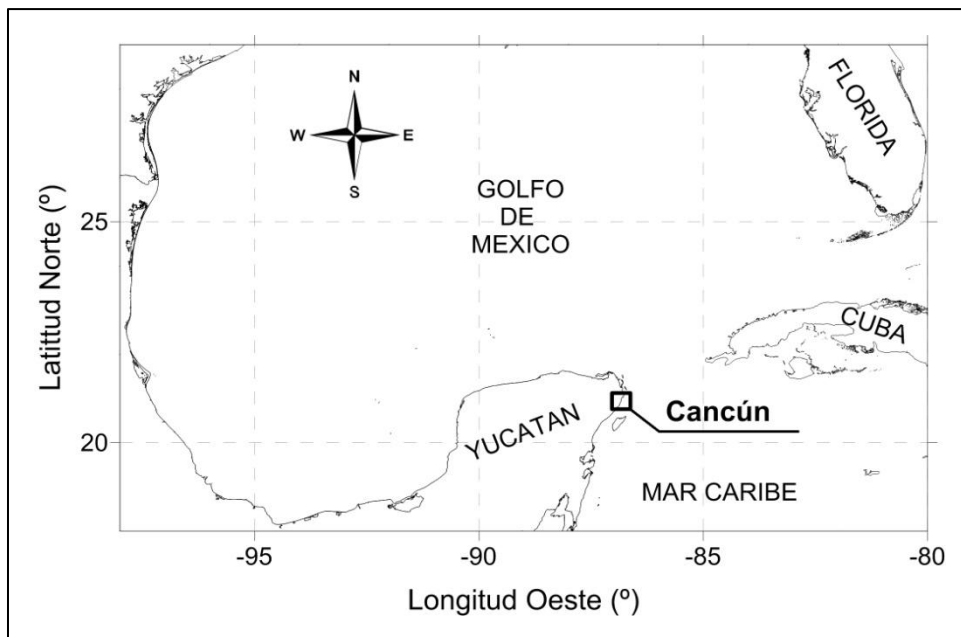 N
W E
S
GOLFO
DE
MEXICO
FLORIDA
CUBA
YUCATAN
Cancún
MAR CARIBE
25
20
Latittud Norte (º)
-95 -90 -85 -80
Longitud Oeste (º)